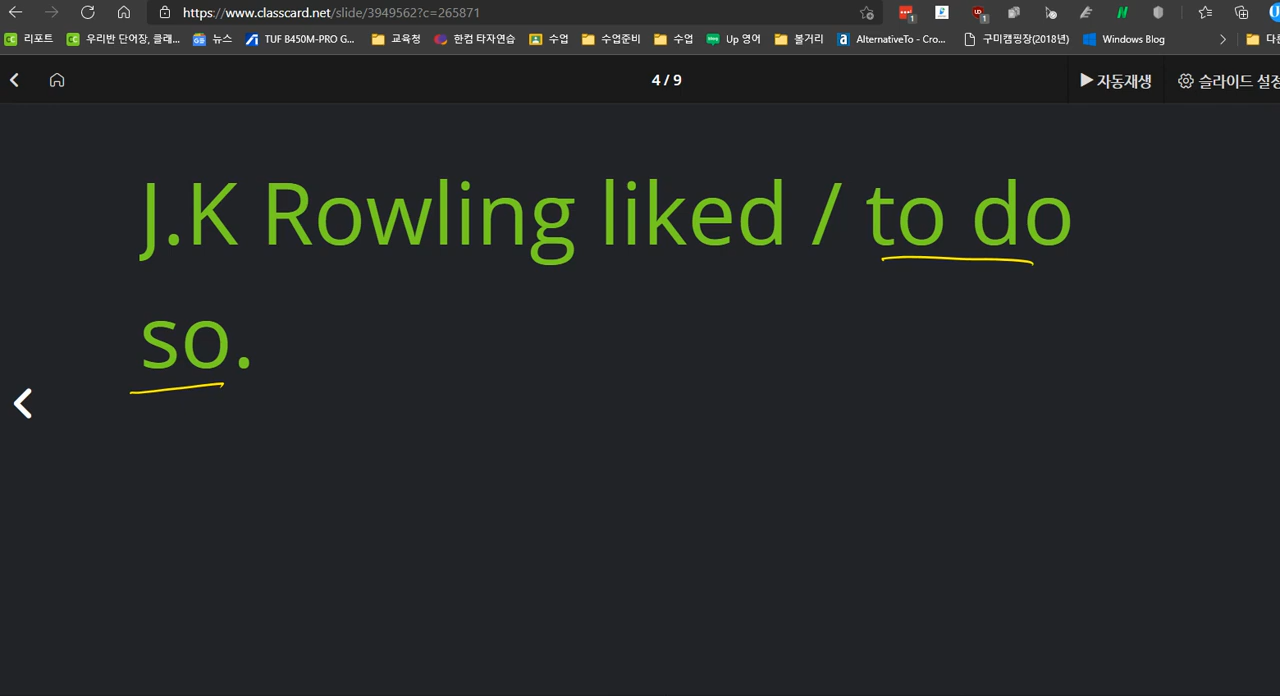 https://www.classcard.net/slide/3949562?c=265871
리포트 우리반 단어장, 클래... 뉴스 TUF B450M-PRO G... 교육청 한컴 타자연습 수업 수업준비 수업 Up 영어 볼거리 AlternativeTo - Cro... 구미캠핑장(2018년) Windows Blog 다른
4 / 9 ▶ 자동재생 슬라이드 설정
J.K Rowling liked / to do
so.